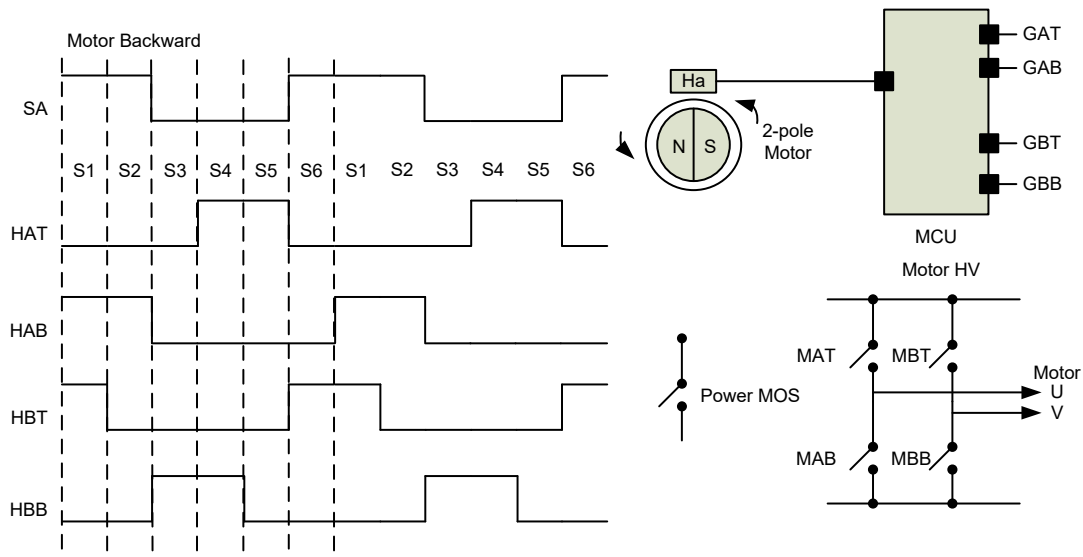 Motor Backward
SA
S1 S2 S3 S4 S5 S6 S1 S2 S3 S4 S5 S6
HAT
HAB
HBT
HBB
Ha
N S
2-pole
Motor
GAT
GAB
GBT
GBB
MCU
Motor HV
MAT
MBT
Motor
U
V
Power MOS
MAB
MBB